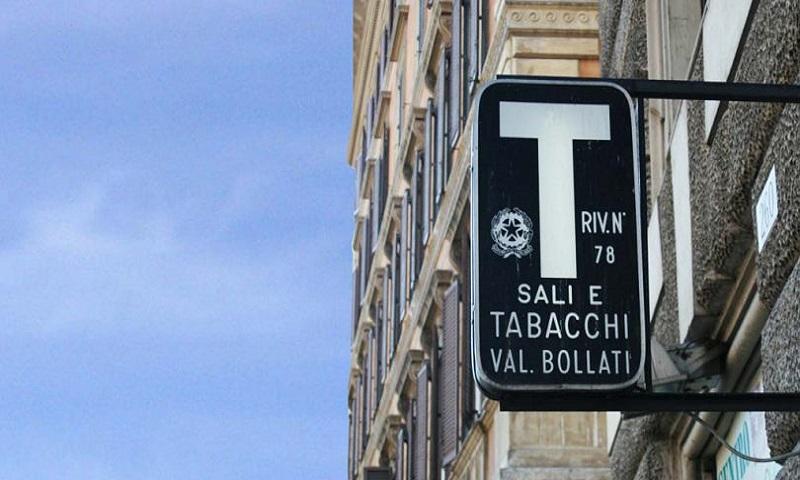 T
RIV. N°
78
SALI E
TABACCHI
VAL. BOLLATI